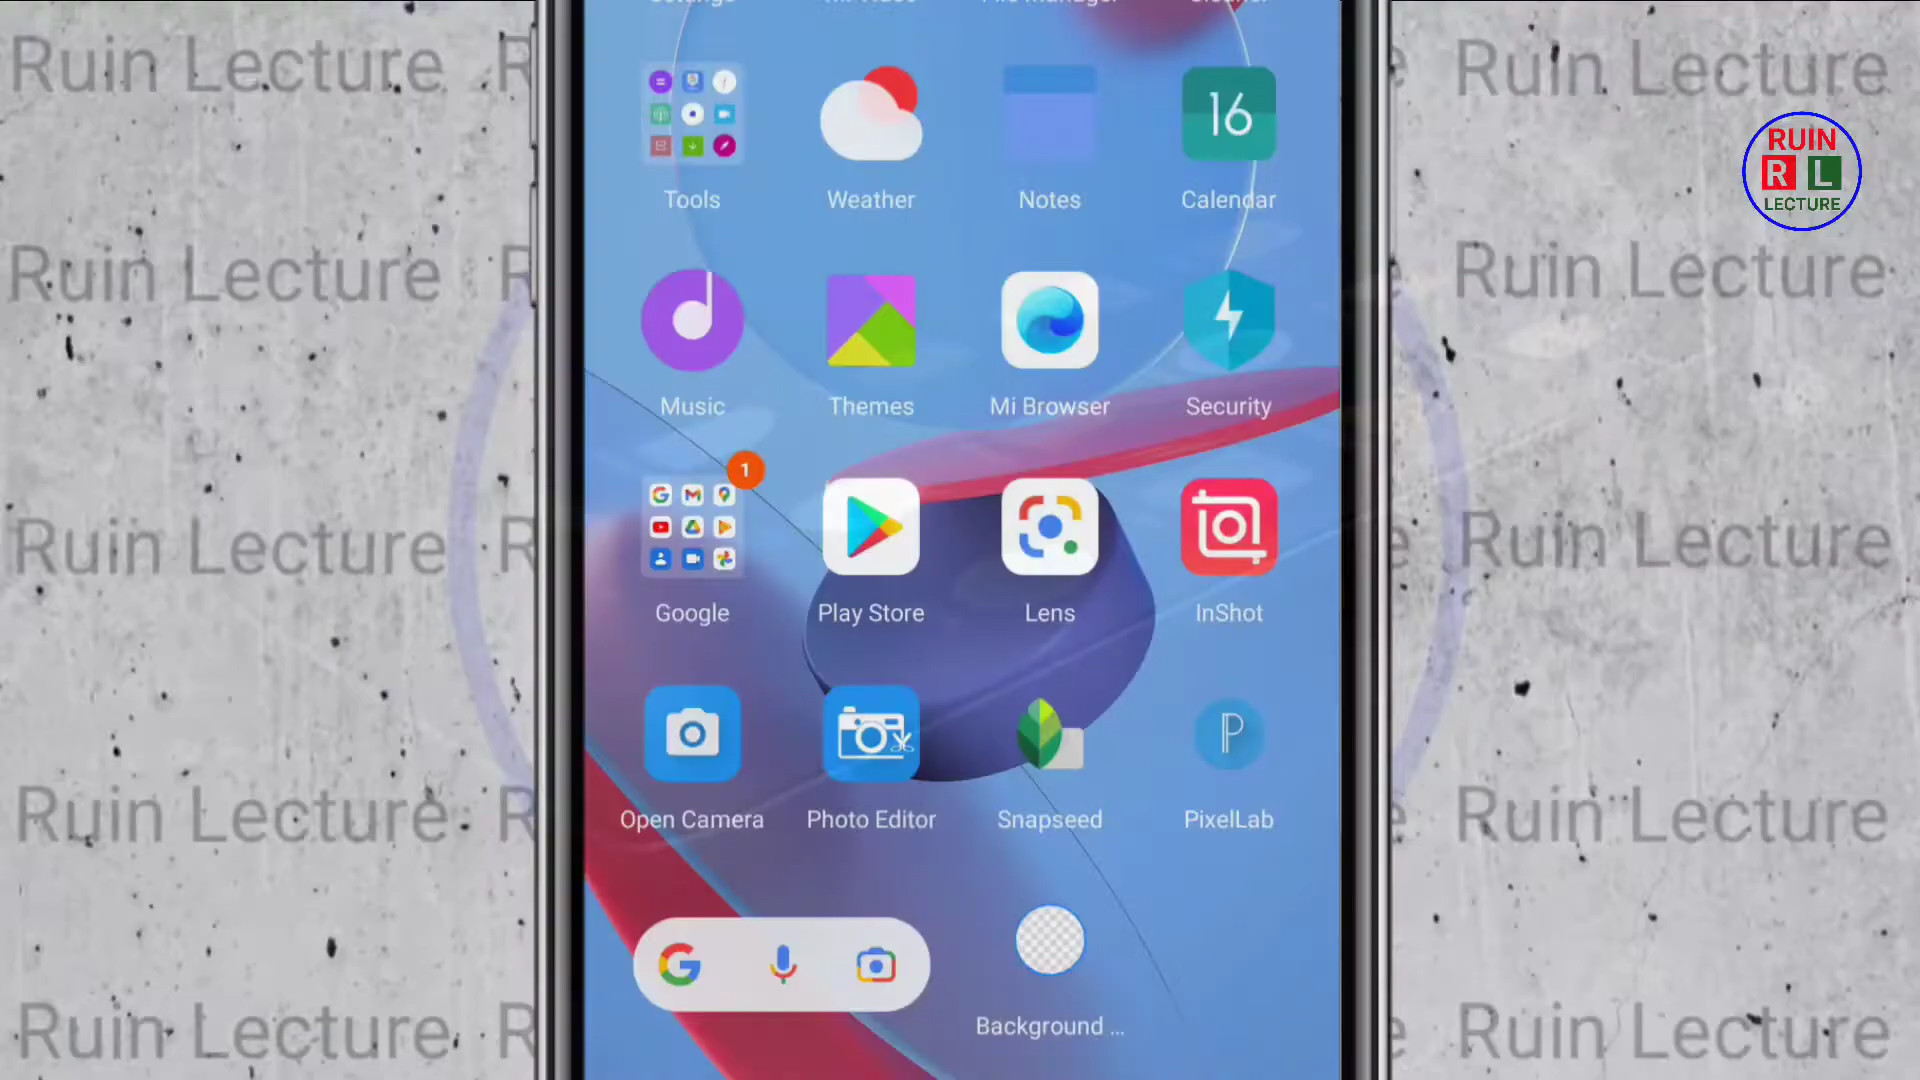 Ruin Lecture
Ruin Lecture
RUIN
R L
LECTURE
16
Tools
Weather
Notes
Calendar
Ruin Lecture
Ruin Lecture
Music
Themes
Mi Browser
Security
1
Ruin Lecture
Ruin Lecture
Google
Play Store
Lens
InShot
P
Ruin Lecture
Ruin Lecture
Open Camera
Photo Editor
Snapseed
PixelLab
G
Background ...
Ruin Lecture
Ruin Lecture